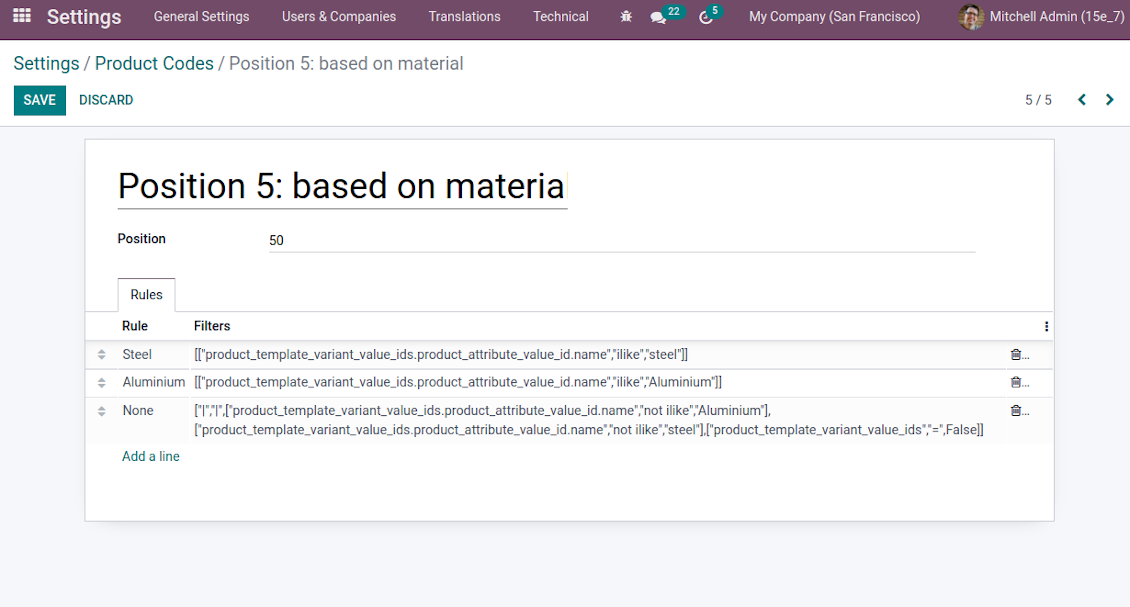 Settings General Settings Users & Companies Translations Technical 22 5 My Company (San Francisco) Mitchell Admin (15e_7)
Settings / Product Codes / Position 5: based on material
SAVE DISCARD 5 / 5
Position 5: based on materia
Position 50
Rules
Rule Filters
Steel [["product_template_variant_value_ids.product_attribute_value_id.name","ilike","steel"]]
Aluminium [["product_template_variant_value_ids.product_attribute_value_id.name","ilike","Aluminium"]]
None ["|","|",["product_template_variant_value_ids.product_attribute_value_id.name","not ilike","Aluminium"],
["product_template_variant_value_ids.product_attribute_value_id.name","not ilike","steel"],["product_template_variant_value_ids","=",False]]
Add a line